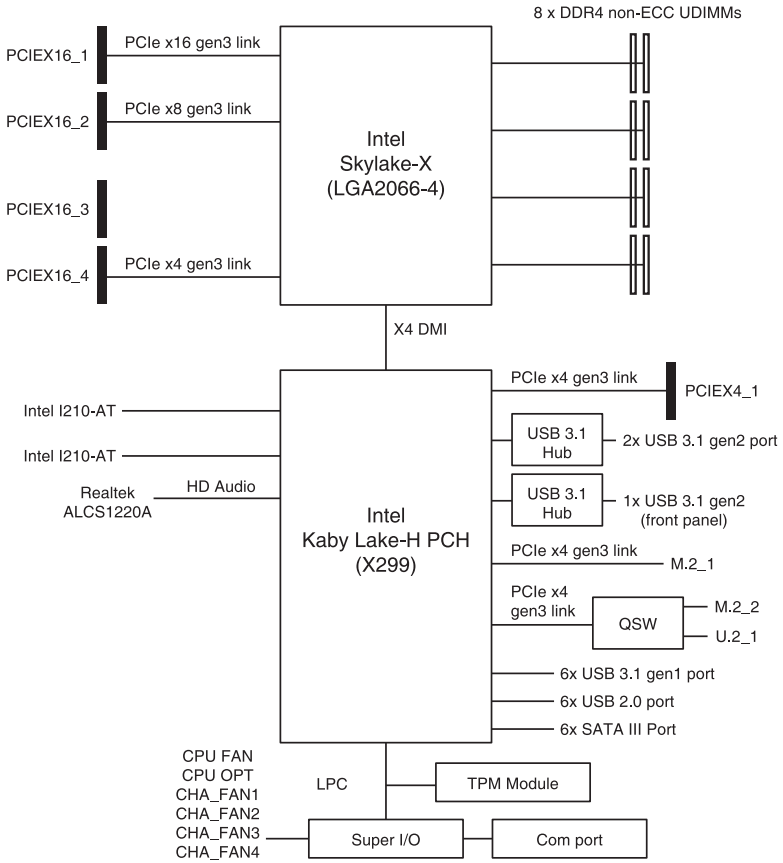 8 x DDR4 non-ECC UDIMMs
PCIEX16_1
PCIe x16 gen3 link
PCIEX16_2
PCIe x8 gen3 link
PCIEX16_3
PCIEX16_4
PCIe x4 gen3 link
Intel
Skylake-X
(LGA2066-4)
X4 DMI
Intel I210-AT
Intel I210-AT
Realtek
ALCS1220A
HD Audio
Intel
Kaby Lake-H PCH
(X299)
PCIe x4 gen3 link
PCIEX4_1
USB 3.1
Hub
2x USB 3.1 gen2 port
USB 3.1
Hub
1x USB 3.1 gen2
(front panel)
PCIe x4 gen3 link
M.2_1
PCIe x4
gen3 link
QSW
M.2_2
U.2_1
6x USB 3.1 gen1 port
6x USB 2.0 port
6x SATA III Port
CPU FAN
CPU OPT
CHA_FAN1
CHA_FAN2
CHA_FAN3
CHA_FAN4
LPC
TPM Module
Super I/O
Com port